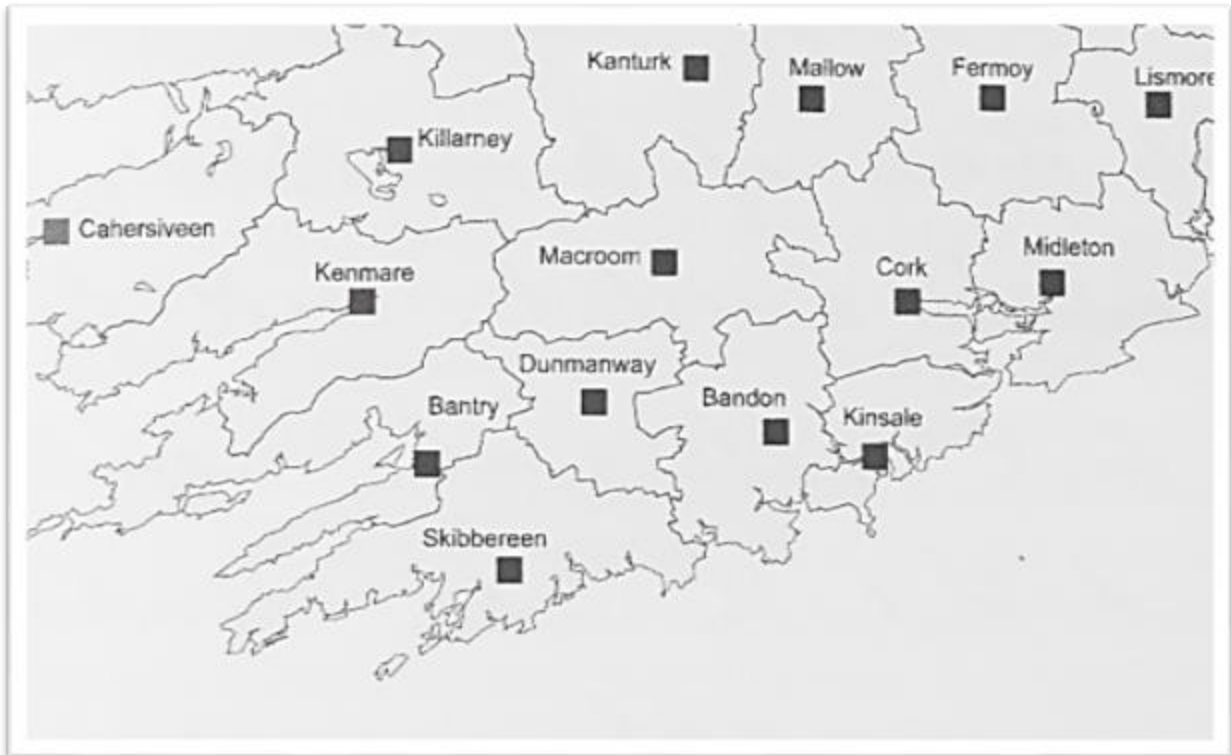 Kanturk
Mallow
Fermoy
Lismore
Killarney
Cahersiveen
Kenmare
Macroom
Cork
Midleton
Dunmanway
Bantry
Bandon
Kinsale
Skibbereen